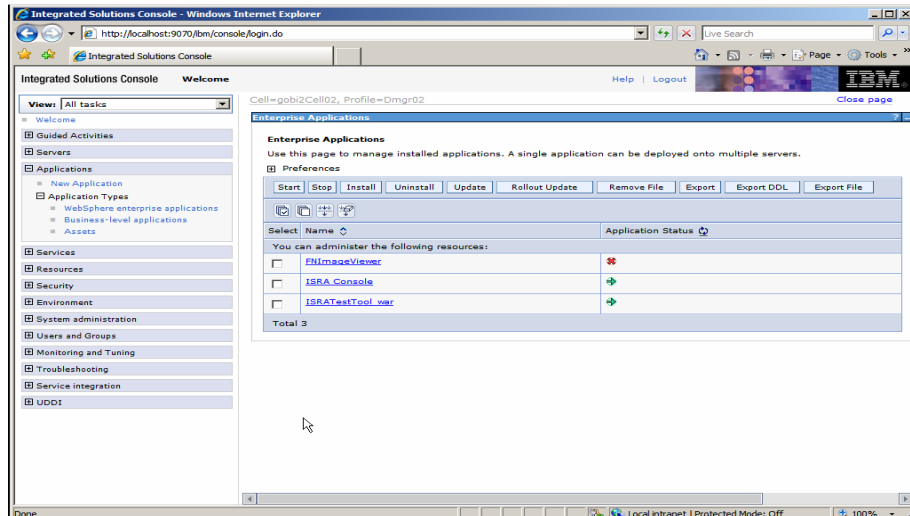 Integrated Solutions Console - Windows Internet Explorer
http://localhost:9070/ibm/console/login.do
Live Search
Integrated Solutions Console
Page
Tools
Integrated Solutions Console Welcome
Help | Logout
IBM.
View: All tasks
Cell=gobi2Cell02, Profile=Dmgr02
Close page
Welcome
Guided Activities
Servers
Applications
New Application
Application Types
WebSphere enterprise applications
Business-level applications
Assets
Services
Resources
Security
Environment
System administration
Users and Groups
Monitoring and Tuning
Troubleshooting
Service integration
UDDI
Enterprise Applications
Enterprise Applications
Use this page to manage installed applications. A single application can be deployed onto multiple servers.
Preferences
Start Stop Install Uninstall Update Rollout Update Remove File Export Export DDL Export File
Select Name Application Status
You can administer the following resources:
FNImageViewer
ISRA Console
ISRATestTool_war
Total 3
Done
Local intranet | Protected Mode: Off
100%